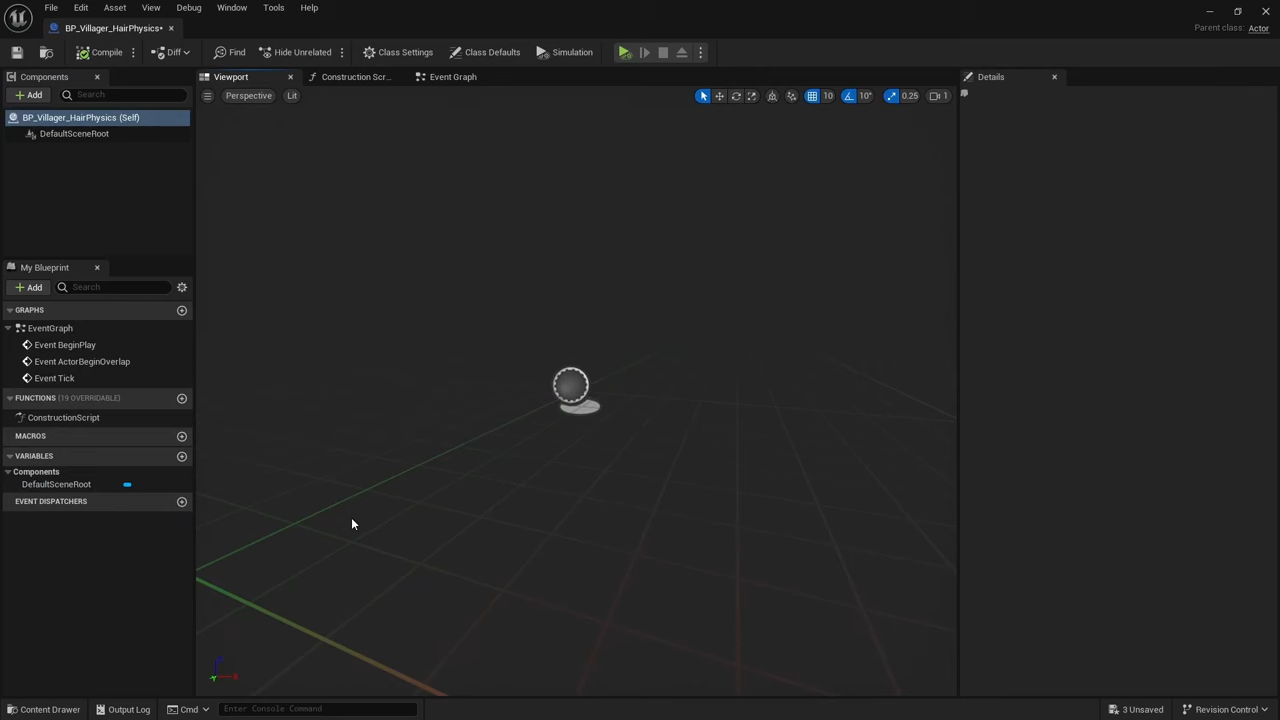 File Edit Asset View Debug Window Tools Help
BP_Villager_HairPhysics*
Parent class: Actor
Compile Diff Find Hide Unrelated Class Settings Class Defaults Simulation
Components
Viewport Construction Scr... Event Graph
Details
Add Search
Perspective Lit 10 10° 0.25 1
BP_Villager_HairPhysics (Self)
DefaultSceneRoot
My Blueprint
Add Search
GRAPHS
EventGraph
Event BeginPlay
Event ActorBeginOverlap
Event Tick
FUNCTIONS (19 OVERRIDABLE)
ConstructionScript
MACROS
VARIABLES
Components
DefaultSceneRoot
EVENT DISPATCHERS
Content Drawer Output Log Cmd Enter Console Command 3 Unsaved Revision Control